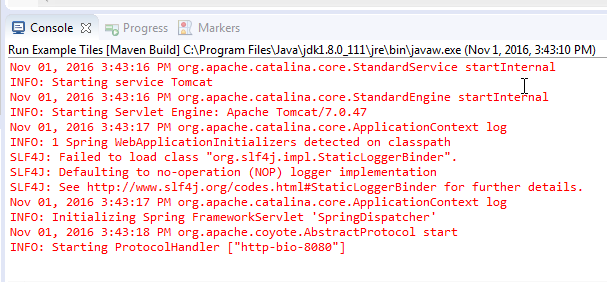 Console Progress Markers
Run Example Tiles [Maven Build] C:\Program Files\Java\jdk1.8.0_111\jre\bin\javaw.exe (Nov 1, 2016, 3:43:10 PM)
Nov 01, 2016 3:43:16 PM org.apache.catalina.core.StandardService startInternal
INFO: Starting service Tomcat
Nov 01, 2016 3:43:16 PM org.apache.catalina.core.StandardEngine startInternal
INFO: Starting Servlet Engine: Apache Tomcat/7.0.47
Nov 01, 2016 3:43:17 PM org.apache.catalina.core.ApplicationContext log
INFO: 1 Spring WebApplicationInitializers detected on classpath
SLF4J: Failed to load class "org.slf4j.impl.StaticLoggerBinder".
SLF4J: Defaulting to no-operation (NOP) logger implementation
SLF4J: See http://www.slf4j.org/codes.html#StaticLoggerBinder for further details.
Nov 01, 2016 3:43:17 PM org.apache.catalina.core.ApplicationContext log
INFO: Initializing Spring FrameworkServlet 'SpringDispatcher'
Nov 01, 2016 3:43:18 PM org.apache.coyote.AbstractProtocol start
INFO: Starting ProtocolHandler ["http-bio-8080"]